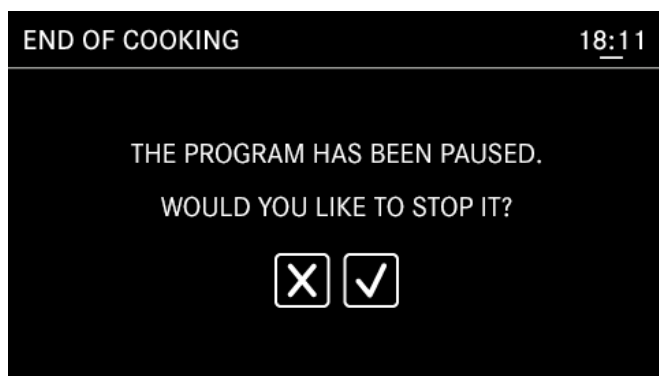 END OF COOKING 18:11
THE PROGRAM HAS BEEN PAUSED.
WOULD YOU LIKE TO STOP IT?